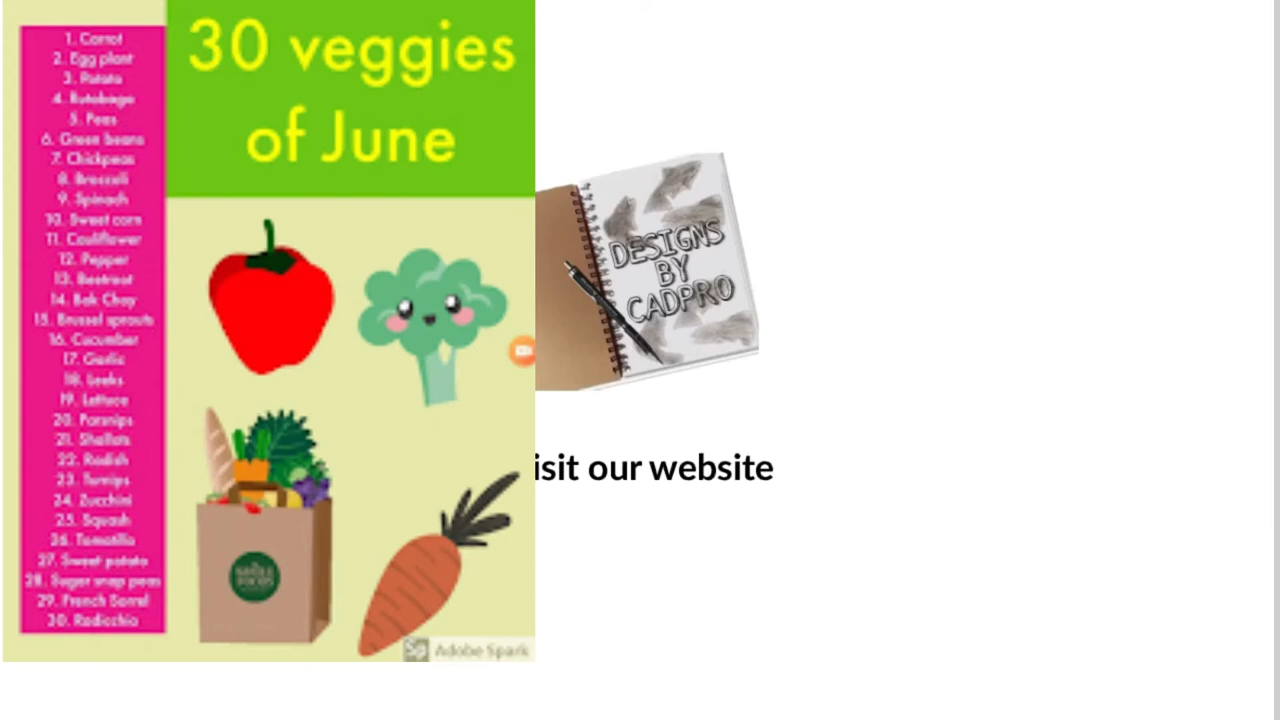 30 veggies
of June
1. Carrot
2. Egg plant
3. Potato
4. Rutabaga
5. Peas
6. Green beans
7. Chickpeas
8. Broccoli
9. Spinach
10. Sweet corn
11. Cauliflower
12. Pepper
13. Beetroot
14. Bok Choy
15. Brussel sprouts
16. Cucumber
17. Garlic
18. Leeks
19. Lettuce
20. Parsnips
21. Shallots
22. Radish
23. Turnips
24. Zucchini
25. Squash
26. Tomatillo
27. Sweet potato
28. Sugar snap peas
29. French Sorrel
30. Radicchio
WHOLE
FOODS
Sp Adobe Spark
DESIGNS
BY
CADPRO
isit our website